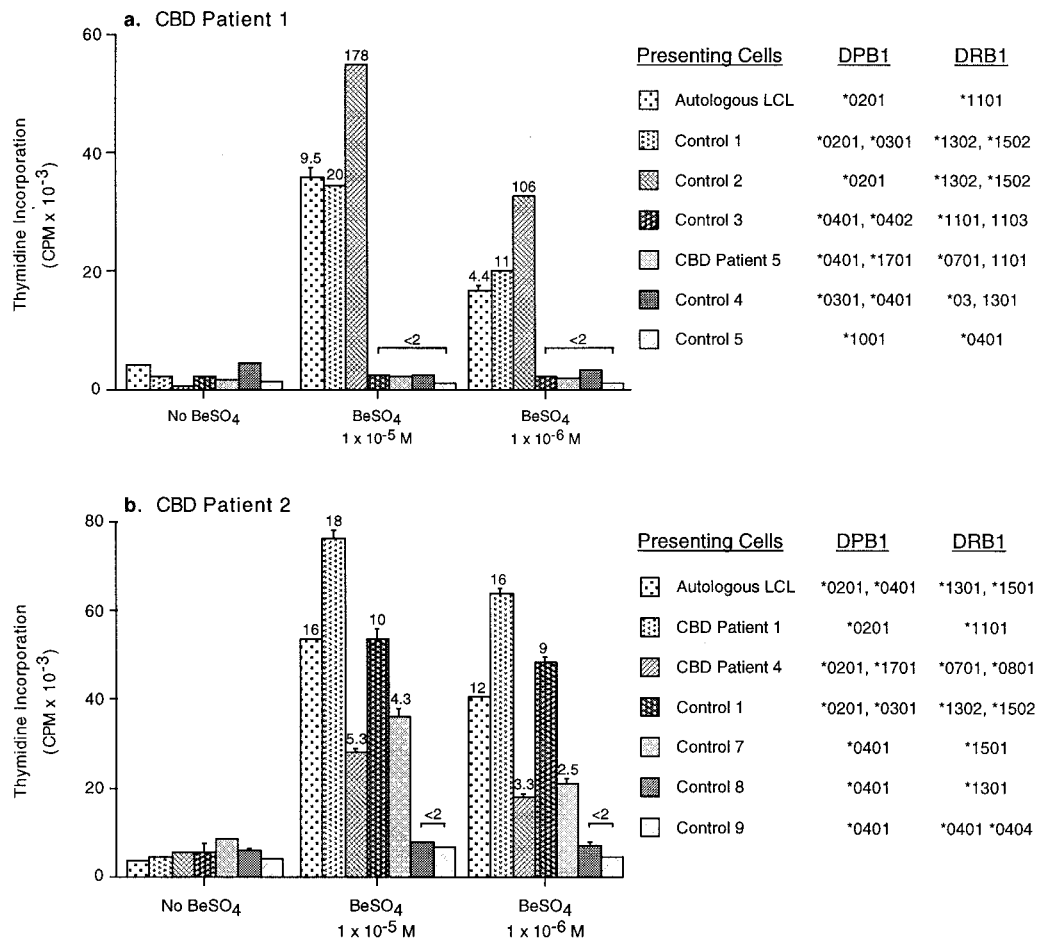 a. CBD Patient 1
Thymidine Incorporation
(CPM x 10-3)
60
40
20
0
9.5
20
178
<2
4.4
11
106
<2
No BeSO4
BeSO4
1 x 10-5 M
BeSO4
1 x 10-6 M
Presenting Cells DPB1 DRB1
Autologous LCL *0201 *1101
Control 1 *0201, *0301 *1302, *1502
Control 2 *0201 *1302, *1502
Control 3 *0401, *0402 *1101, 1103
CBD Patient 5 *0401, *1701 *0701, 1101
Control 4 *0301, *0401 *03, 1301
Control 5 *1001 *0401
b. CBD Patient 2
Thymidine Incorporation
(CPM x 10-3)
80
60
40
20
0
16
18
5.3
10
4.3
<2
12
16
3.3
9
2.5
<2
No BeSO4
BeSO4
1 x 10-5 M
BeSO4
1 x 10-6 M
Presenting Cells DPB1 DRB1
Autologous LCL *0201, *0401 *1301, *1501
CBD Patient 1 *0201 *1101
CBD Patient 4 *0201, *1701 *0701, *0801
Control 1 *0201, *0301 *1302, *1502
Control 7 *0401 *1501
Control 8 *0401 *1301
Control 9 *0401 *0401 *0404